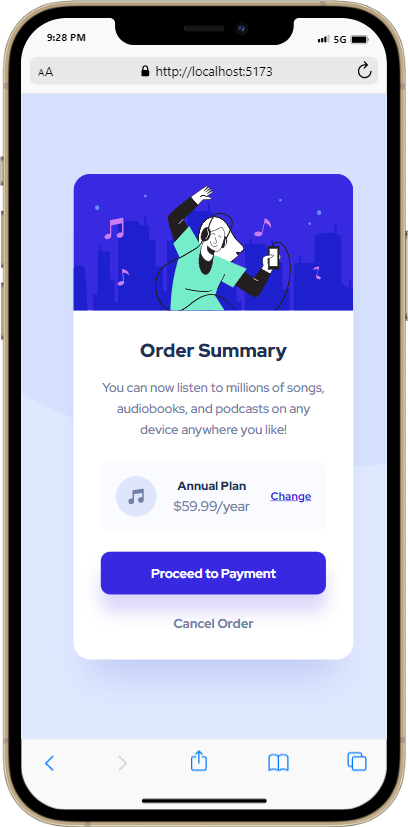 9:28 PM
5G
AA
http://localhost:5173
Order Summary
You can now listen to millions of songs,
audiobooks, and podcasts on any
device anywhere you like!
Annual Plan
$59.99/year
Change
Proceed to Payment
Cancel Order